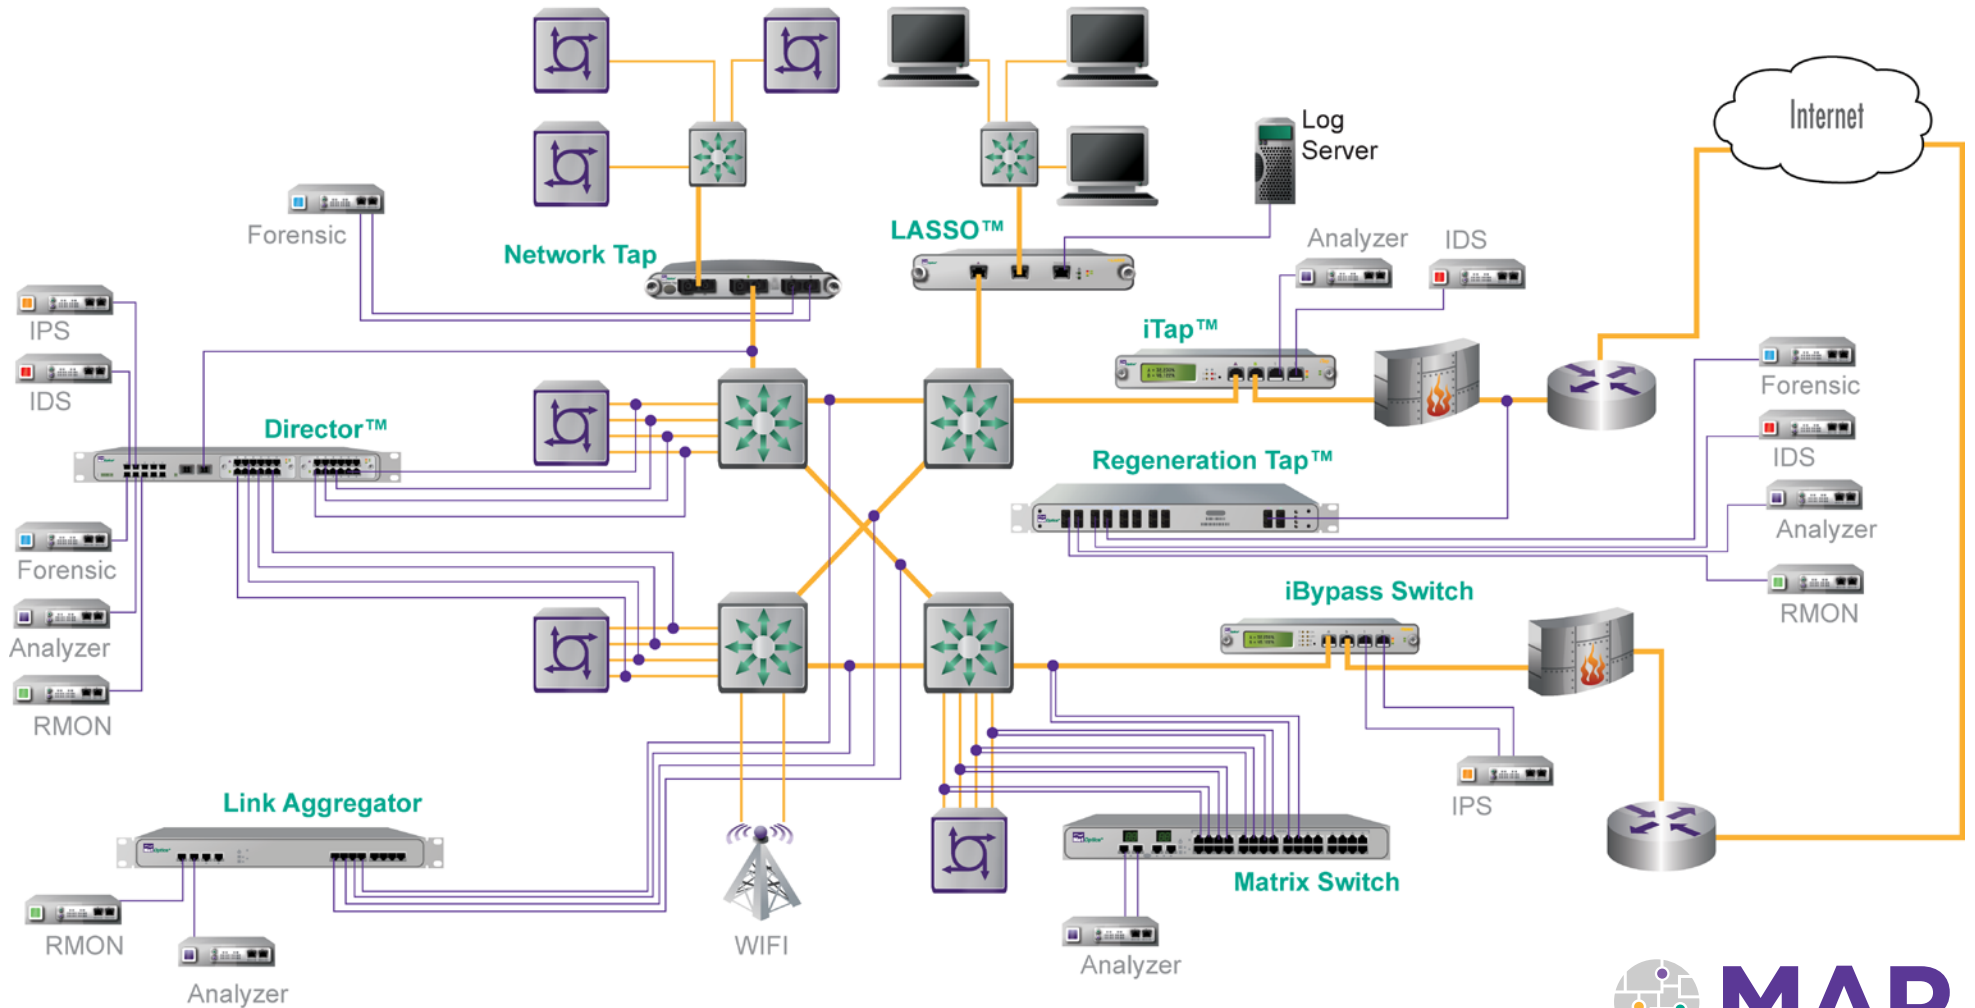 Internet
Log
Server
Forensic
Network Tap
LASSO™
Analyzer
IDS
IPS
iTap™
IDS
Forensic
Director™
IDS
Regeneration Tap™
Analyzer
Forensic
iBypass Switch
RMON
Analyzer
RMON
IPS
Link Aggregator
Matrix Switch
RMON
WIFI
Analyzer
Analyzer
MAP